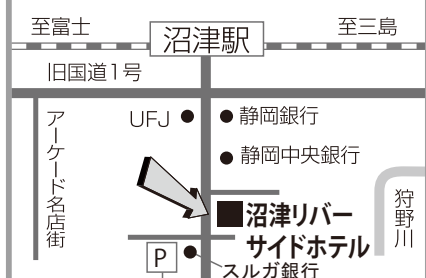 至富士
至三島
沼津駅
旧国道1号
UFJ
静岡銀行
静岡中央銀行
アーケード名店街
沼津リバー
サイドホテル
狩野川
P
スルガ銀行